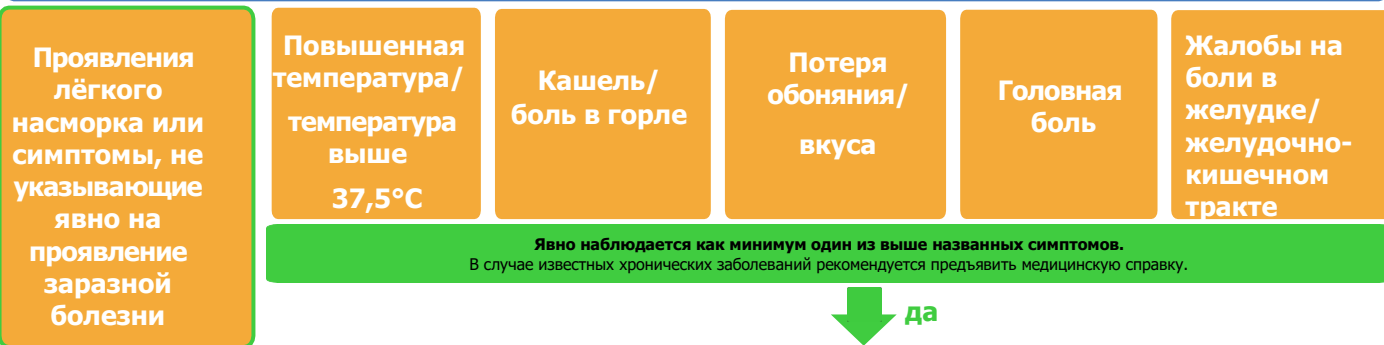 Проявления
лёгкого
насморка или
симптомы, не
указывающие
явно на
проявление
заразной
болезни
Повышенная
температура/
температура
выше
37,5°C
Кашель/
боль в горле
Потеря
обоняния/
вкуса
Головная
боль
Жалобы на
боли в
желудке/
желудочно-
кишечном
тракте
Явно наблюдается как минимум один из выше названных симптомов.
В случае известных хронических заболеваний рекомендуется предъявить медицинскую справку.
да